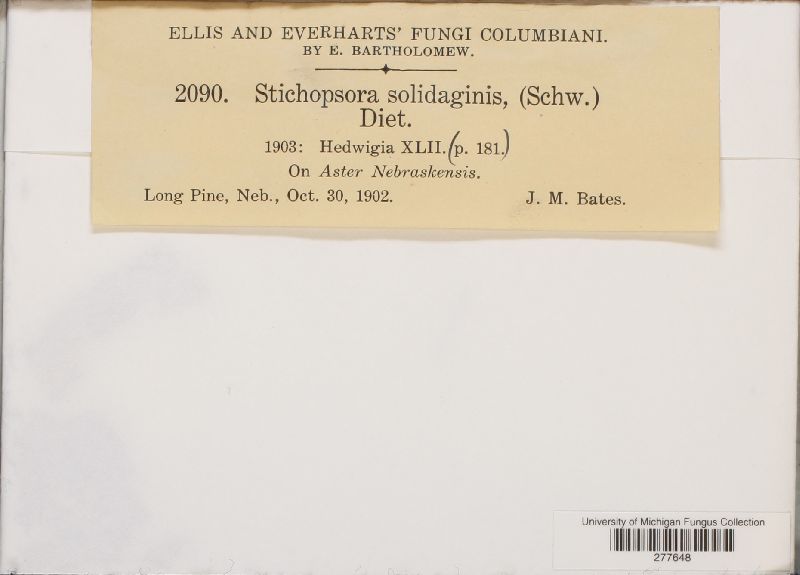 ELLIS AND EVERHARTS' FUNGI COLUMBIANI.
BY E. BARTHOLOMEW.
2090. Stichopsora solidaginis, (Schw.)
Diet.
1903: Hedwigia XLII. (p. 181.)
On Aster Nebraskensis.
Long Pine, Neb., Oct. 30, 1902. J. M. Bates.
University of Michigan Fungus Collection
277648